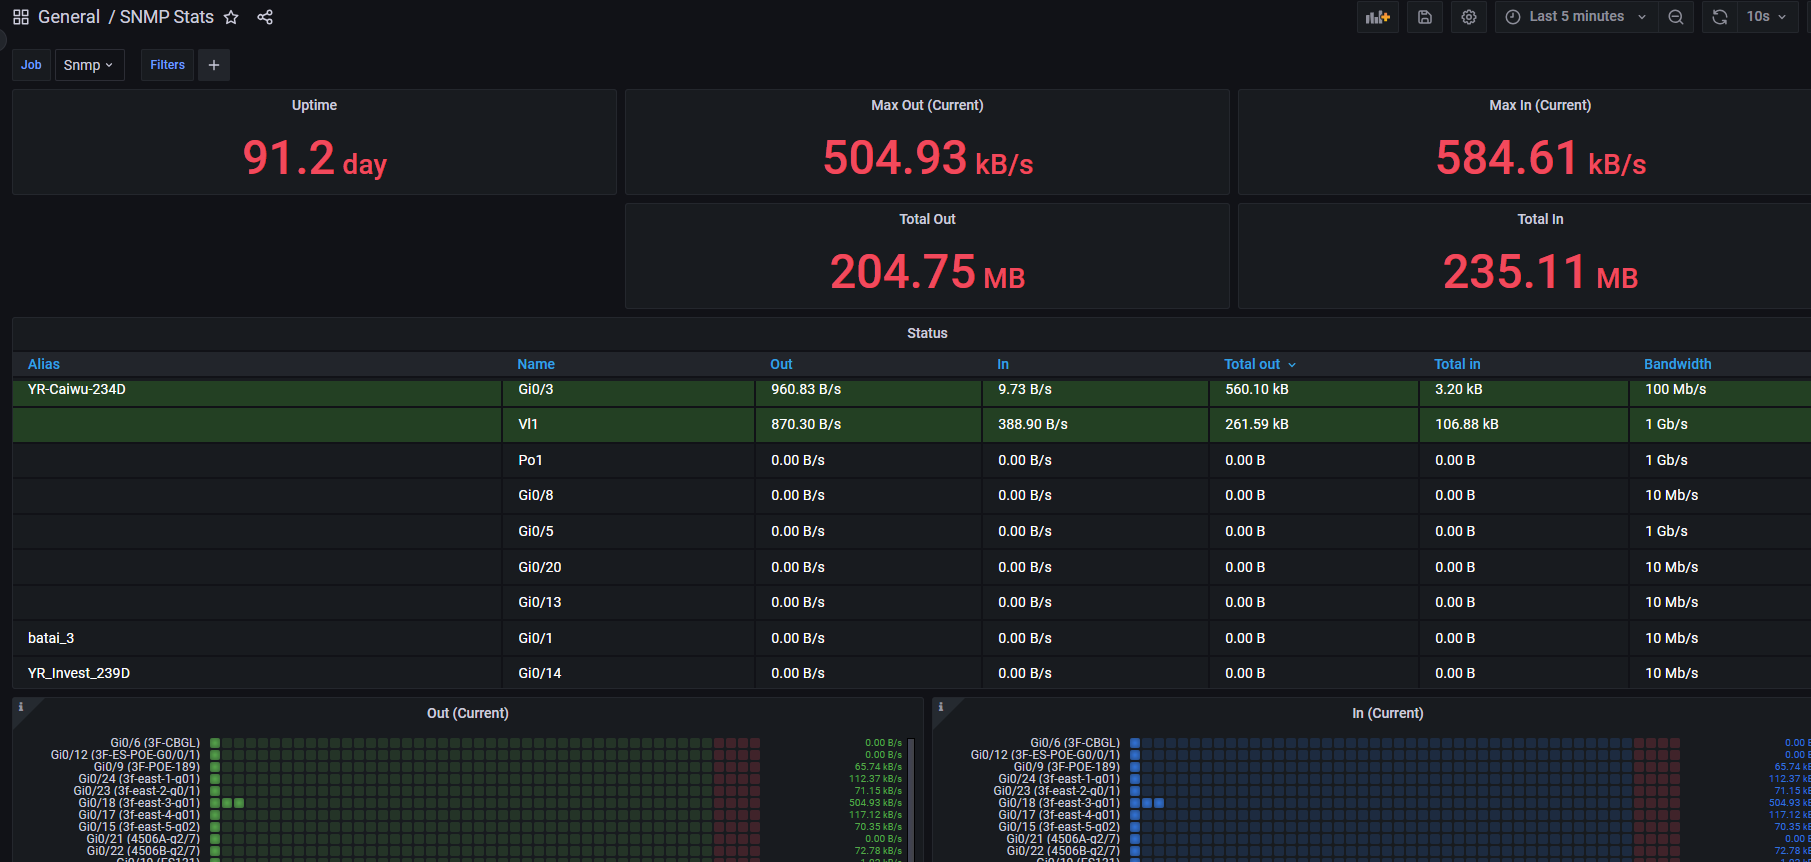 General / SNMP Stats
Last 5 minutes
10s
Job Snmp Filters +
Uptime
91.2 day
Max Out (Current)
504.93 kB/s
Max In (Current)
584.61 kB/s
Total Out
204.75 MB
Total In
235.11 MB
Status
Alias Name Out In Total out Total in Bandwidth
YR-Caiwu-234D Gi0/3 960.83 B/s 9.73 B/s 560.10 kB 3.20 kB 100 Mb/s
Vl1 870.30 B/s 388.90 B/s 261.59 kB 106.88 kB 1 Gb/s
Po1 0.00 B/s 0.00 B/s 0.00 B 0.00 B 1 Gb/s
Gi0/8 0.00 B/s 0.00 B/s 0.00 B 0.00 B 10 Mb/s
Gi0/5 0.00 B/s 0.00 B/s 0.00 B 0.00 B 1 Gb/s
Gi0/20 0.00 B/s 0.00 B/s 0.00 B 0.00 B 10 Mb/s
Gi0/13 0.00 B/s 0.00 B/s 0.00 B 0.00 B 10 Mb/s
batai_3 Gi0/1 0.00 B/s 0.00 B/s 0.00 B 0.00 B 10 Mb/s
YR_Invest_239D Gi0/14 0.00 B/s 0.00 B/s 0.00 B 0.00 B 10 Mb/s
Out (Current)
Gi0/6 (3F-CBGL) 0.00 B/s
Gi0/12 (3F-ES-POE-G0/0/1) 0.00 B/s
Gi0/9 (3F-POE-189) 65.74 kB/s
Gi0/24 (3f-east-1-g01) 112.37 kB/s
Gi0/23 (3f-east-2-g0/1) 71.15 kB/s
Gi0/18 (3f-east-3-g01) 504.93 kB/s
Gi0/17 (3f-east-4-g01) 117.12 kB/s
Gi0/15 (3f-east-5-g02) 70.35 kB/s
Gi0/21 (4506A-g2/7) 0.00 B/s
Gi0/22 (4506B-g2/7) 72.78 kB/s
In (Current)
Gi0/6 (3F-CBGL) 0.00
Gi0/12 (3F-ES-POE-G0/0/1) 0.00
Gi0/9 (3F-POE-189) 65.74
Gi0/24 (3f-east-1-g01) 112.37
Gi0/23 (3f-east-2-g0/1) 71.15
Gi0/18 (3f-east-3-g01) 504.93
Gi0/17 (3f-east-4-g01) 117.12
Gi0/15 (3f-east-5-g02) 70.35
Gi0/21 (4506A-g2/7) 0.00
Gi0/22 (4506B-g2/7) 72.78